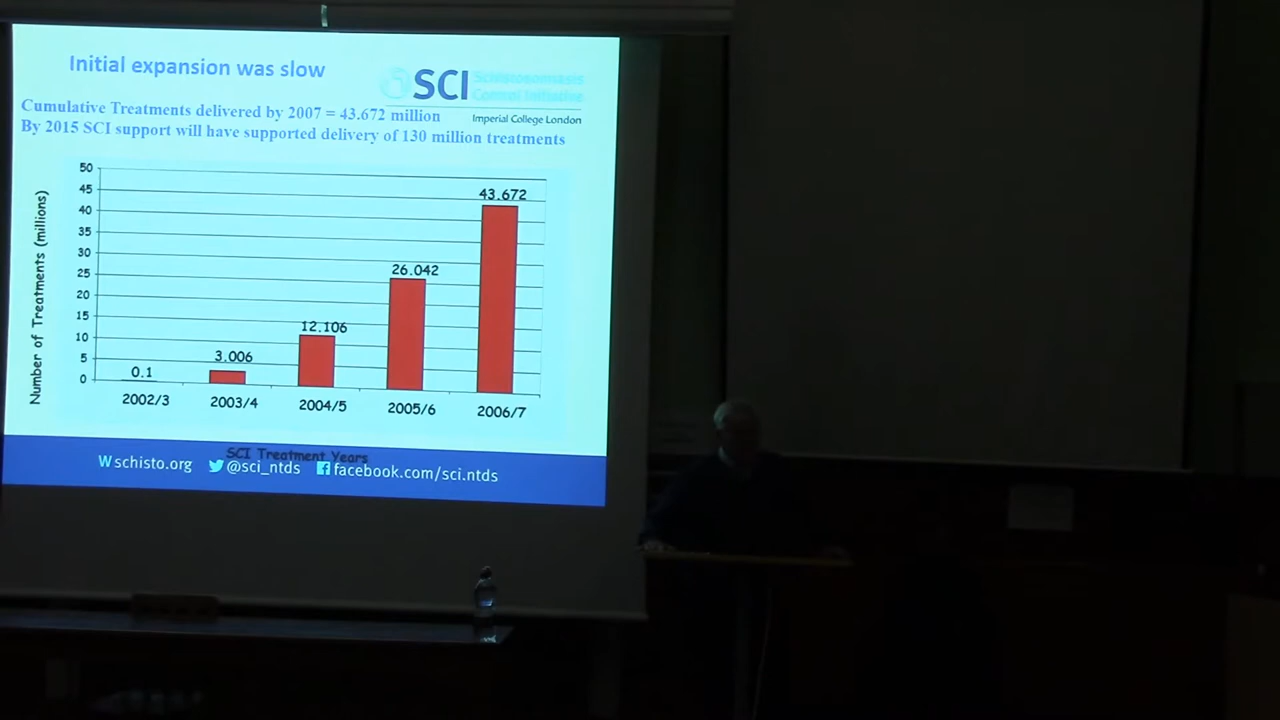 Initial expansion was slow
SCI Schistosomiasis
Control Initiative
Imperial College London
Cumulative Treatments delivered by 2007 = 43.672 million
By 2015 SCI support will have supported delivery of 130 million treatments
Number of Treatments (millions)
50
45
40
35
30
25
20
15
10
5
0
0.1
3.006
12.106
26.042
43.672
2002/3
2003/4
2004/5
2005/6
2006/7
SCI Treatment Years
W schisto.org @sci_ntds facebook.com/sci.ntds